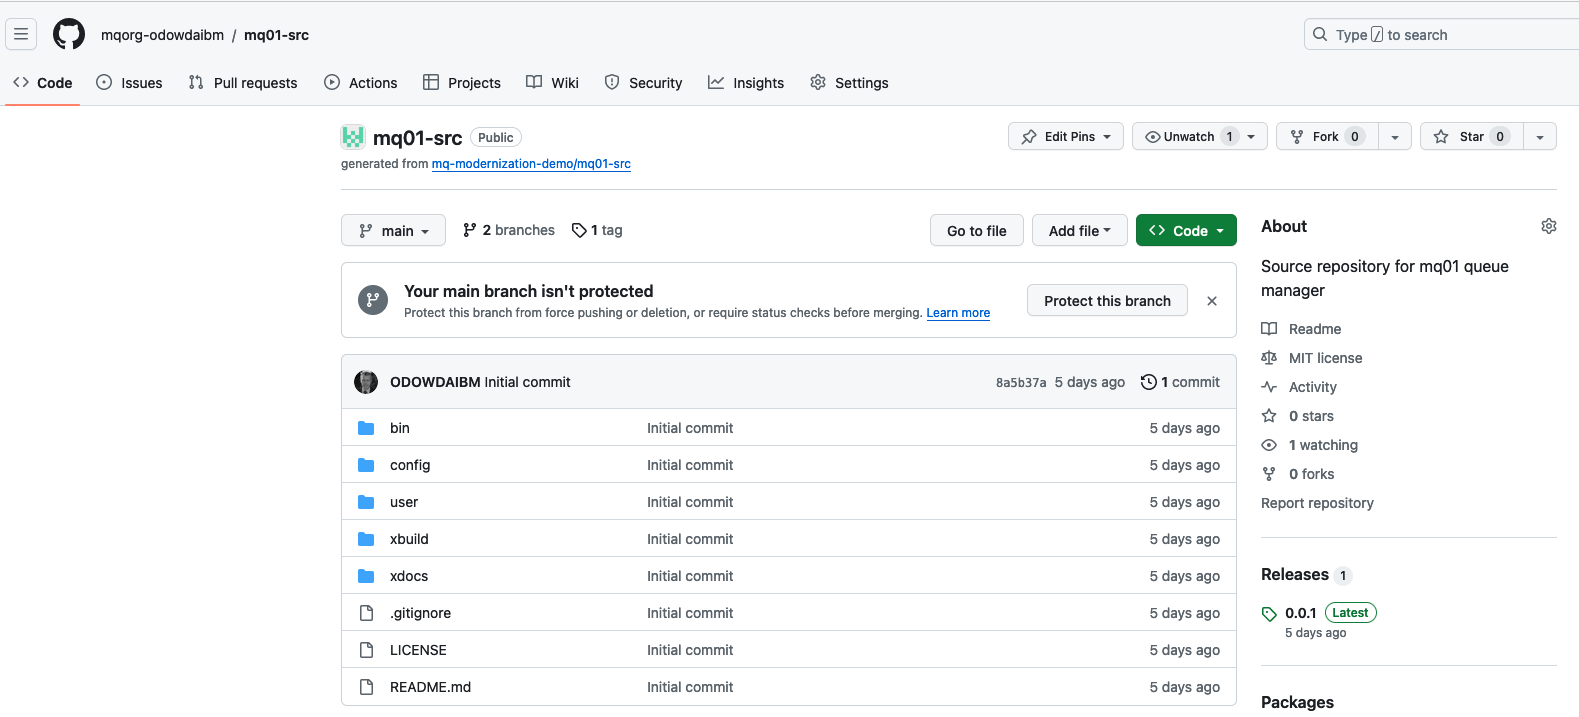 mqorg-odowdaibm / mq01-src
Type / to search
Code Issues Pull requests Actions Projects Wiki Security Insights Settings
mq01-src Public
Edit Pins Unwatch 1 Fork 0 Star 0
generated from mq-modernization-demo/mq01-src
main 2 branches 1 tag Go to file Add file Code
Your main branch isn't protected
Protect this branch from force pushing or deletion, or require status checks before merging. Learn more
Protect this branch
ODOWDAIBM Initial commit 8a5b37a 5 days ago 1 commit
bin Initial commit 5 days ago
config Initial commit 5 days ago
user Initial commit 5 days ago
xbuild Initial commit 5 days ago
xdocs Initial commit 5 days ago
.gitignore Initial commit 5 days ago
LICENSE Initial commit 5 days ago
README.md Initial commit 5 days ago
About
Source repository for mq01 queue
manager
Readme
MIT license
Activity
0 stars
1 watching
0 forks
Report repository
Releases 1
0.0.1 Latest
5 days ago
Packages